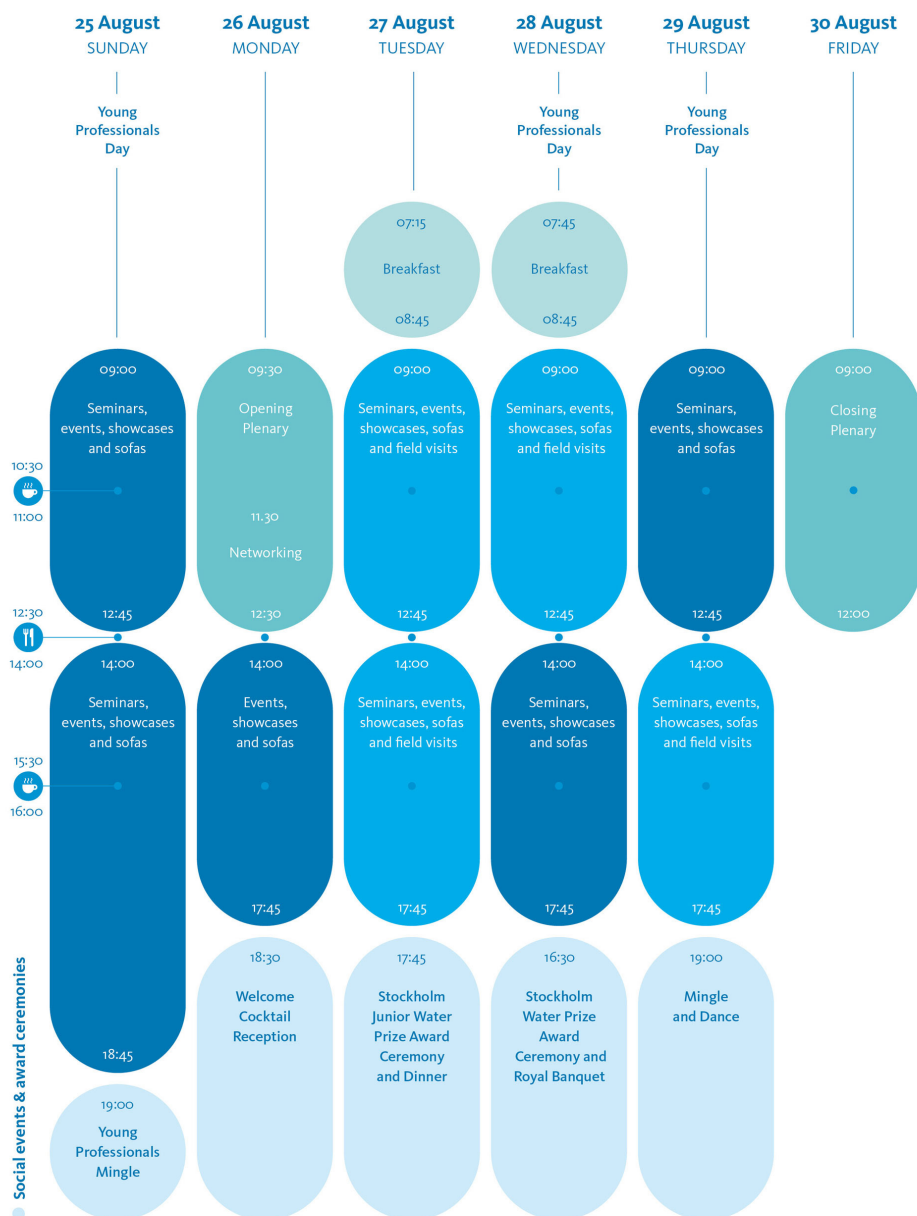 25 August
SUNDAY
26 August
MONDAY
27 August
TUESDAY
28 August
WEDNESDAY
29 August
THURSDAY
30 August
FRIDAY
Young
Professionals
Day
Young
Professionals
Day
Young
Professionals
Day
07:15
Breakfast
08:45
07:45
Breakfast
08:45
10:30
11:00
12:30
14:00
15:30
16:00
09:00
Seminars,
events, showcases
and sofas
12:45
09:30
Opening
Plenary
11.30
Networking
12:30
09:00
Seminars, events,
showcases, sofas
and field visits
12:45
09:00
Seminars, events,
showcases, sofas
and field visits
12:45
09:00
Seminars,
events, showcases
and sofas
12:45
09:00
Closing
Plenary
12:00
14:00
Seminars,
events, showcases
and sofas
18:45
14:00
Events,
showcases
and sofas
17:45
14:00
Seminars, events,
showcases, sofas
and field visits
17:45
14:00
Seminars,
events, showcases
and sofas
17:45
14:00
Seminars, events,
showcases, sofas
and field visits
17:45
Social events & award ceremonies
19:00
Young
Professionals
Mingle
18:30
Welcome
Cocktail
Reception
17:45
Stockholm
Junior Water
Prize Award
Ceremony
and Dinner
16:30
Stockholm
Water Prize
Award
Ceremony and
Royal Banquet
19:00
Mingle
and Dance